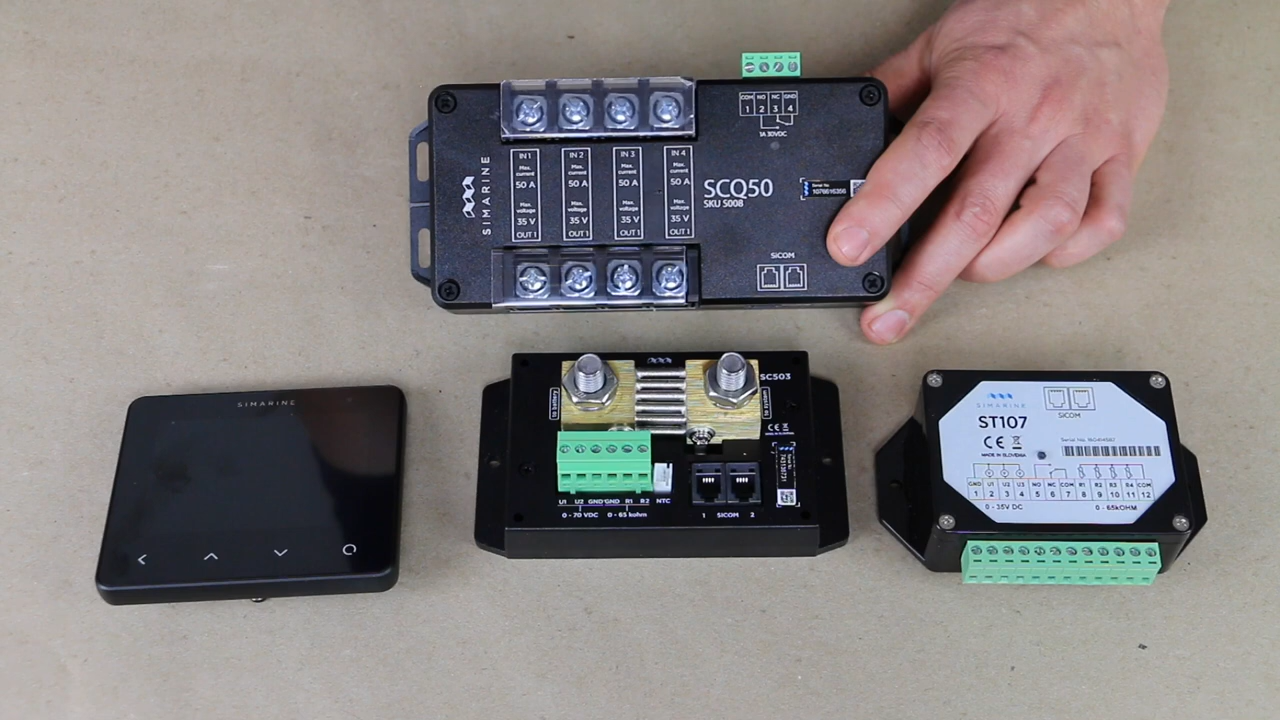 COM NO NC GND
1 2 3 4
1A 30VDC
SIMARINE
IN 1 IN 2 IN 3 IN 4
Max. current Max. current Max. current Max. current
50 A 50 A 50 A 50 A
Max. voltage Max. voltage Max. voltage Max. voltage
35 V 35 V 35 V 35 V
OUT 1 OUT 1 OUT 1 OUT 1
SCQ50
SKU S008
Serial No.
SiCOM
SIMARINE
SC503
to battery
to system
CE
U1 U2 GND GND R1 R2 NTC
0 - 70 VDC 0 - 65 kohm
1 SICOM 2
SIMARINE
SiCOM
ST107
CE
MADE IN SLOVENIA
Serial No.
GND U1 U2 U3 NO NC COM R1 R2 R3 R4 COM
1 2 3 4 5 6 7 8 9 10 11 12
0 - 35V DC 0 - 65kOHM